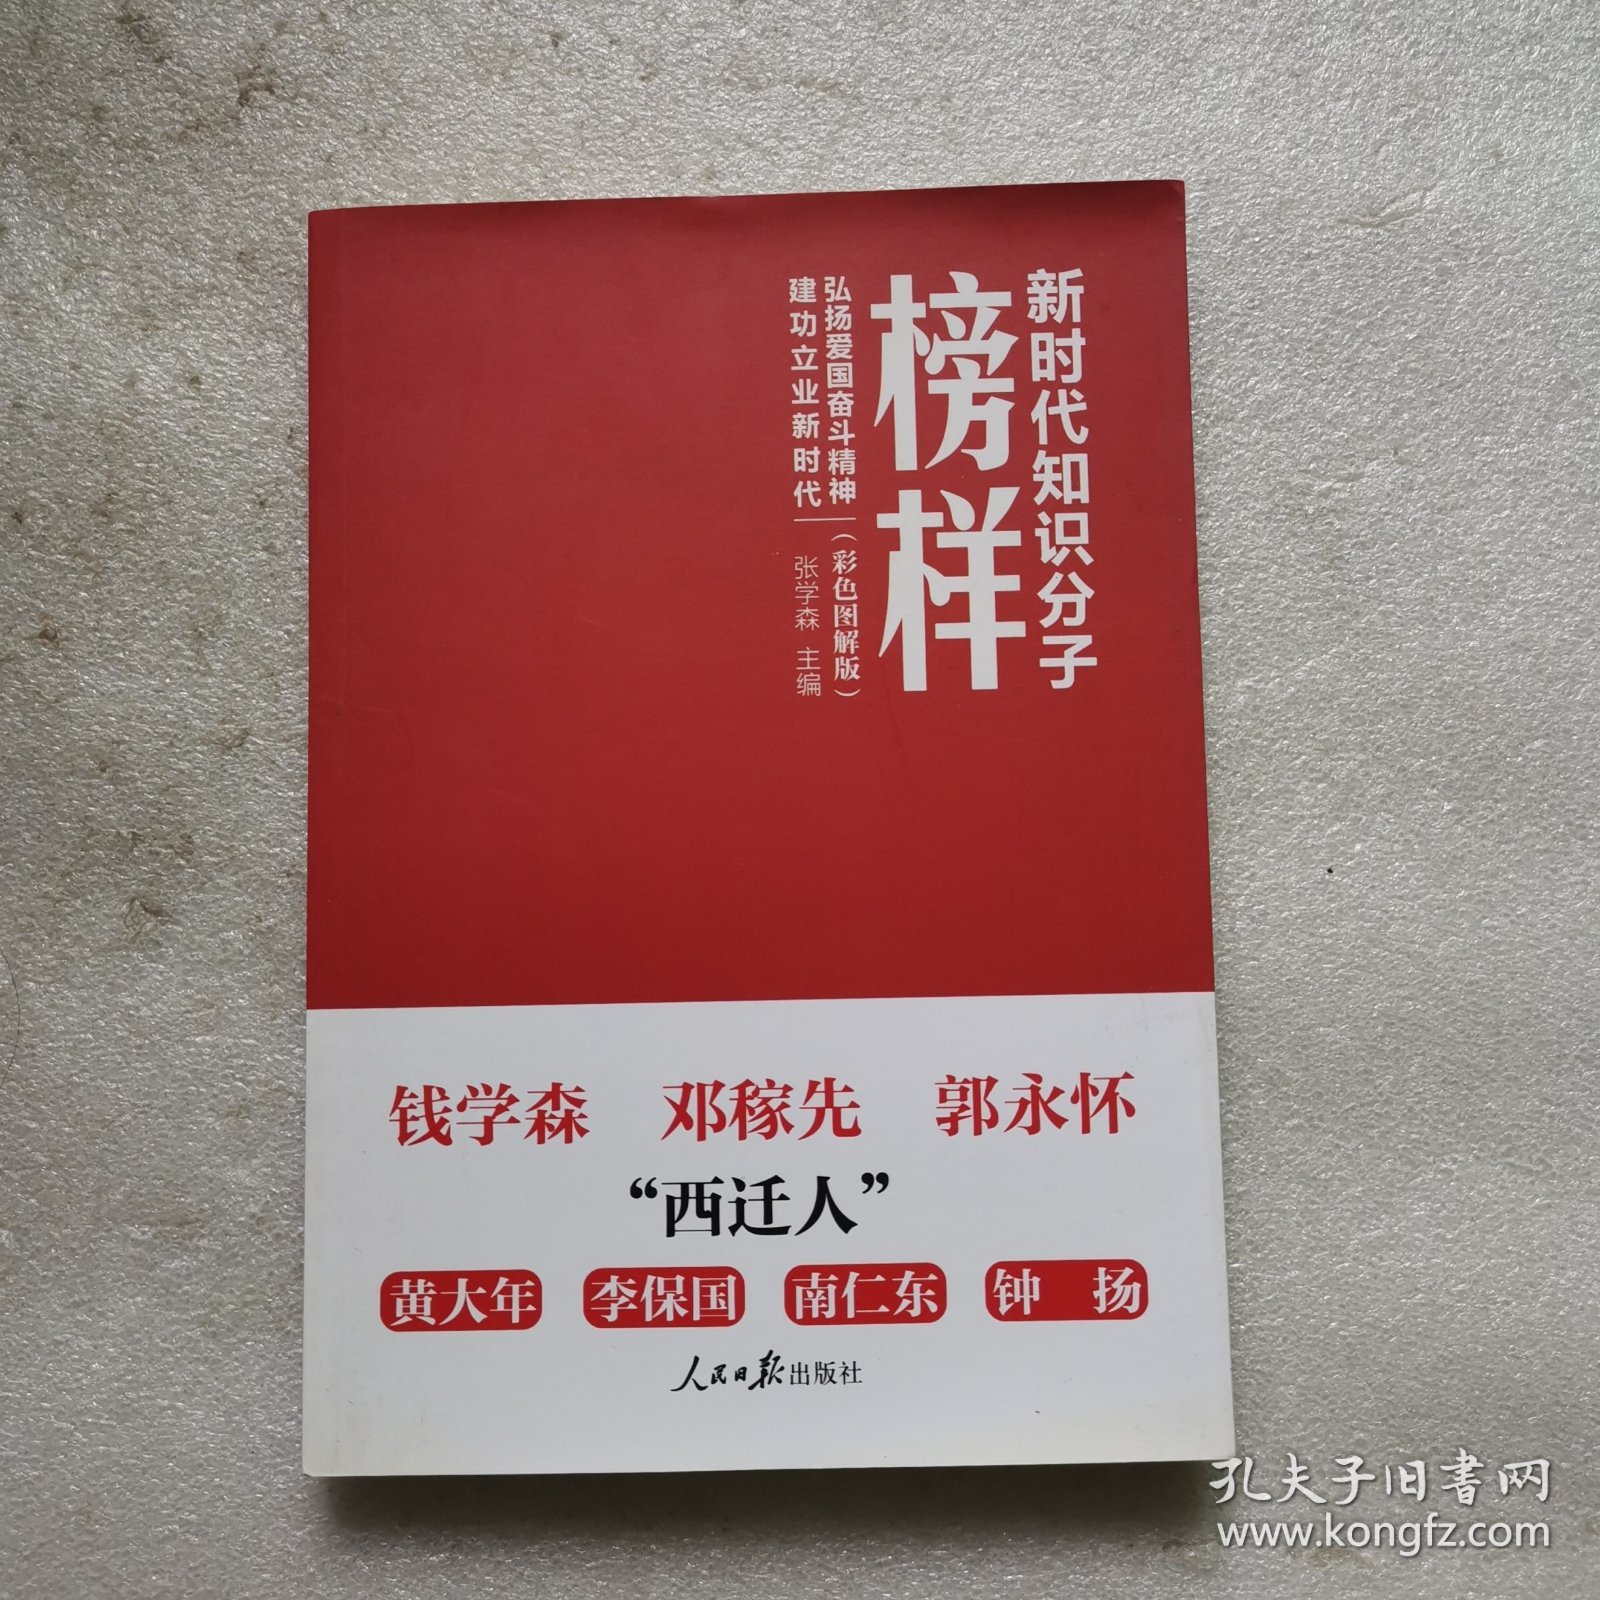 新时代知识分子
榜样
弘扬爱国奋斗精神
建功立业新时代
（彩色图解版）
张学森 主编
钱学森 邓稼先 郭永怀
“西迁人”
黄大年 李保国 南仁东 钟扬
人民日报出版社
孔夫子旧书网
www.kongfz.com